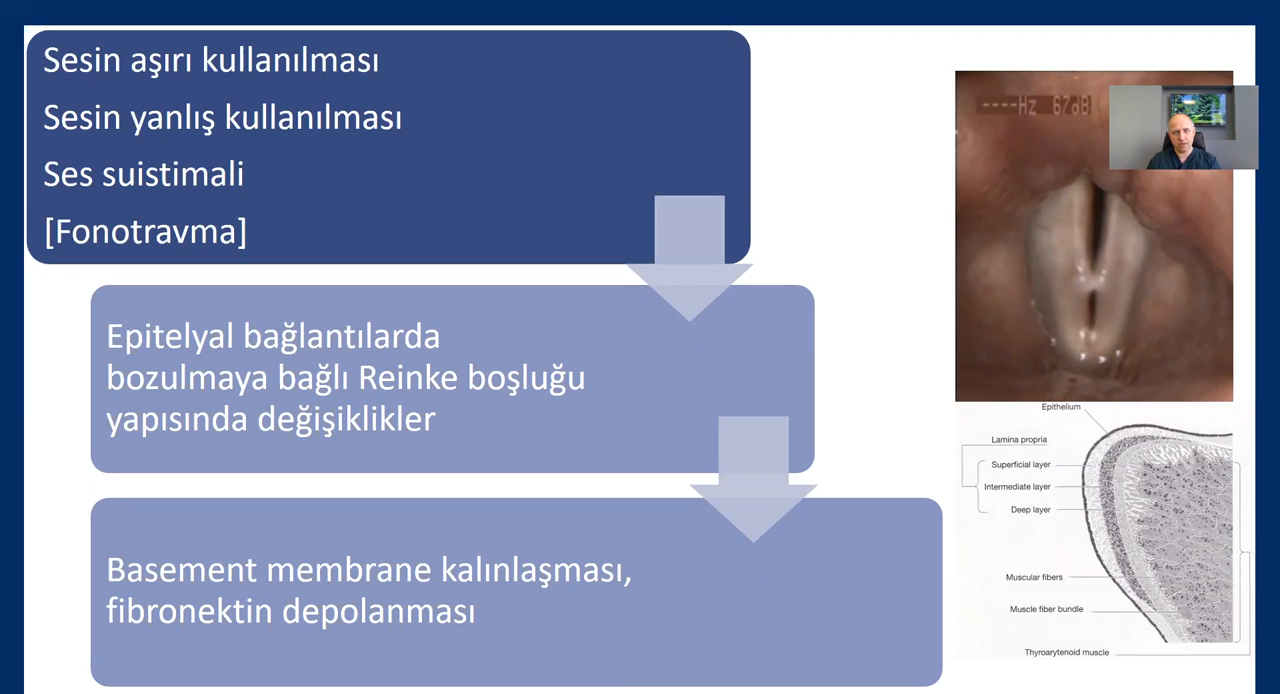 Sesin aşırı kullanılması
Sesin yanlış kullanılması
Ses suistimali
[Fonotravma]
Epitelyal bağlantılarda
bozulmaya bağlı Reinke boşluğu
yapısında değişiklikler
Basement membrane kalınlaşması,
fibronektin depolanması
----Hz 67dB
Epithelium
Lamina propria
Superficial layer
Intermediate layer
Deep layer
Muscular fibers
Muscle fiber bundle
Thyroarytenoid muscle